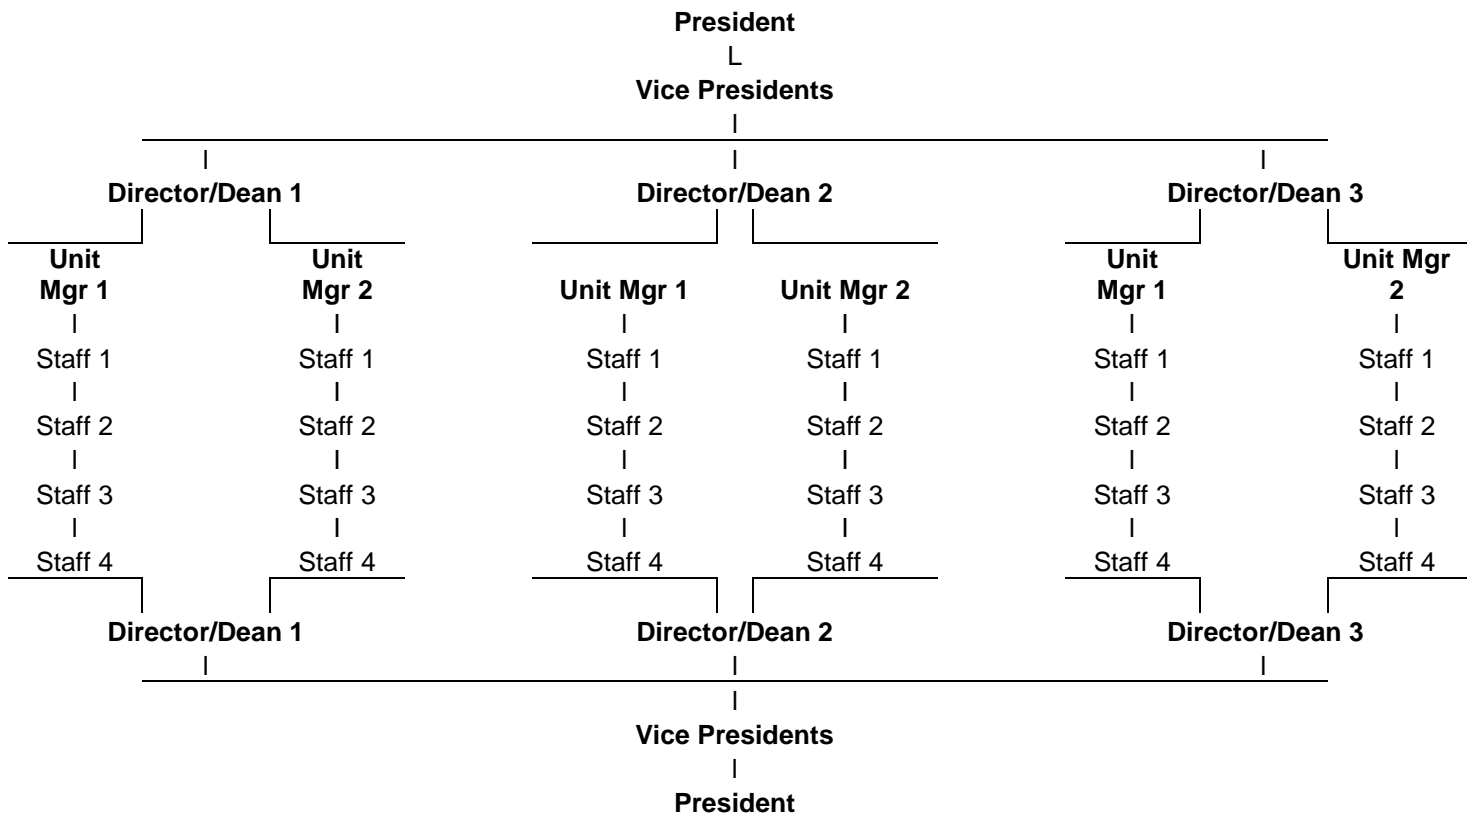 President
L
Vice Presidents
I
I I I
Director/Dean 1 Director/Dean 2 Director/Dean 3
Unit Unit Unit Unit Mgr
Mgr 1 Mgr 2 Unit Mgr 1 Unit Mgr 2 Mgr 1 2
I I I I I I
Staff 1 Staff 1 Staff 1 Staff 1 Staff 1 Staff 1
I I I I I I
Staff 2 Staff 2 Staff 2 Staff 2 Staff 2 Staff 2
I I I I I I
Staff 3 Staff 3 Staff 3 Staff 3 Staff 3 Staff 3
I I I I I I
Staff 4 Staff 4 Staff 4 Staff 4 Staff 4 Staff 4
Director/Dean 1 Director/Dean 2 Director/Dean 3
I I I
I
Vice Presidents
I
President